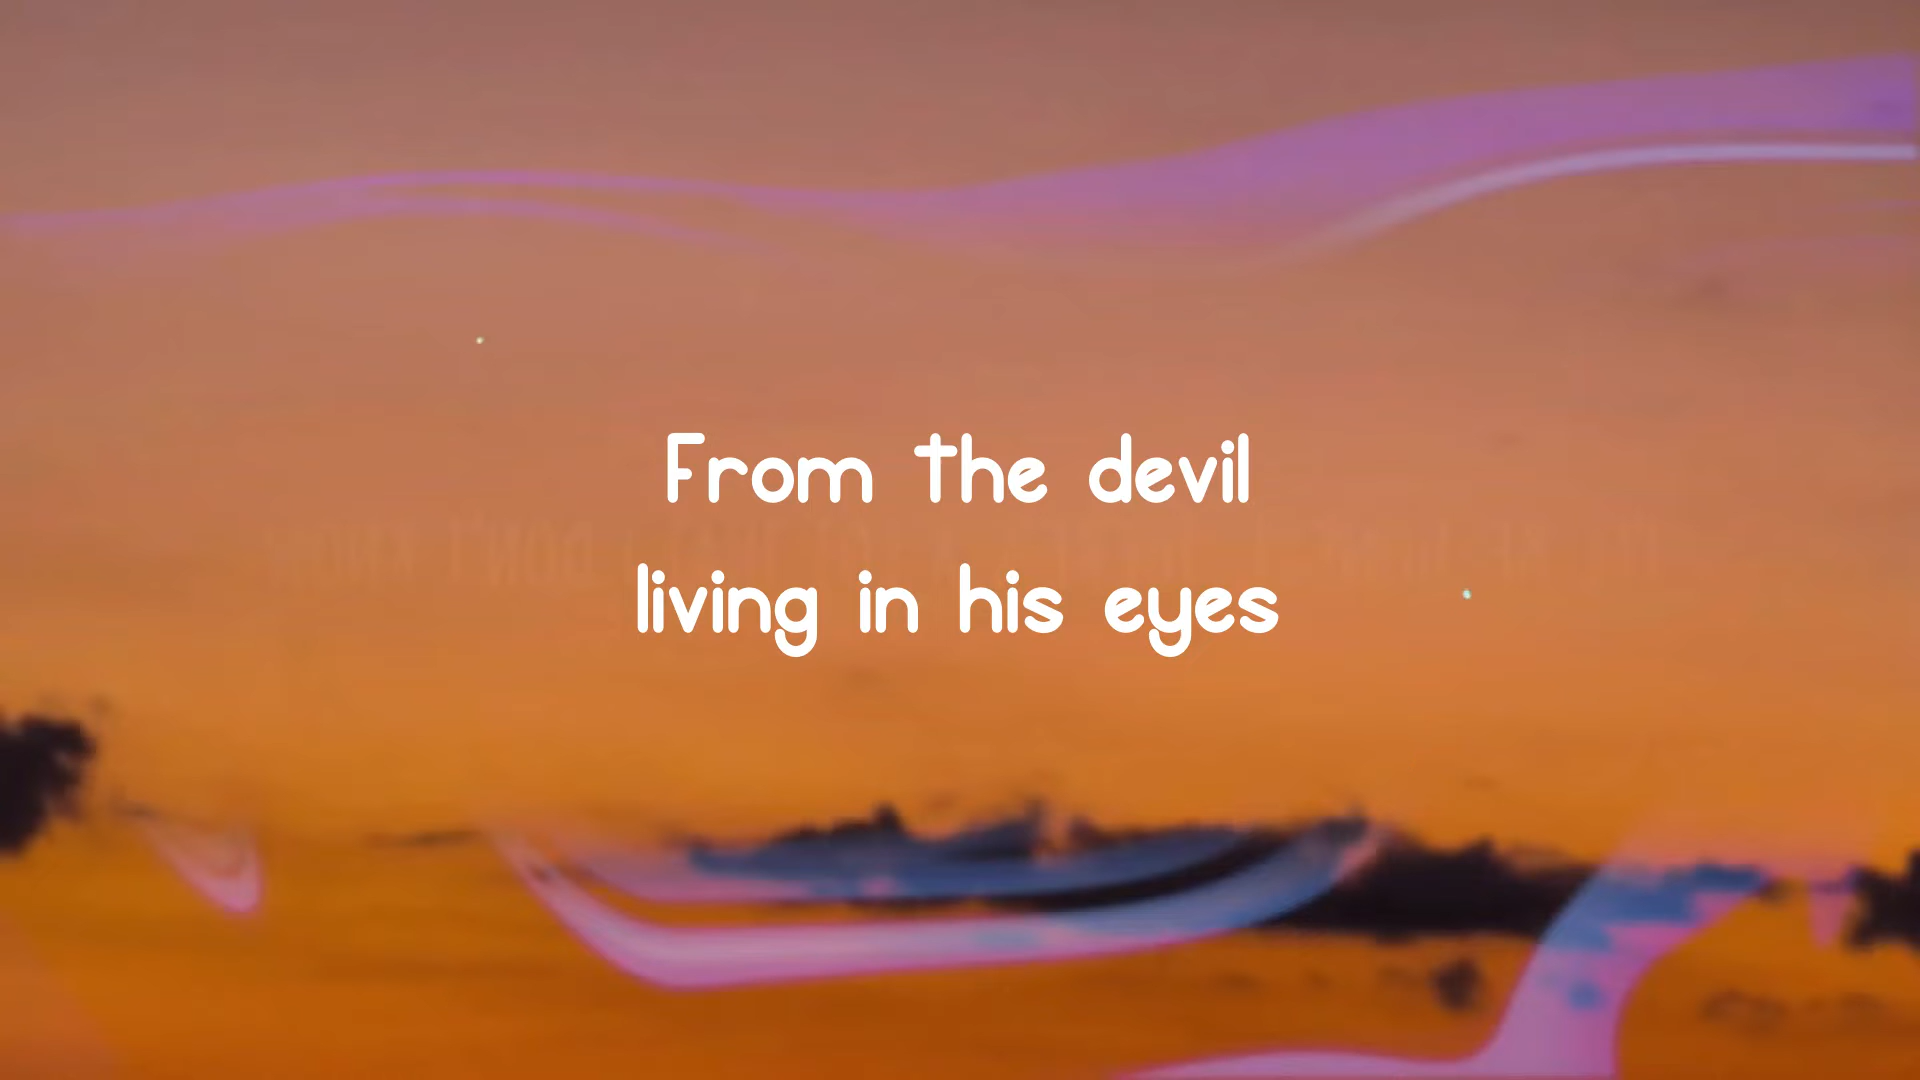 From the devil
living in his eyes